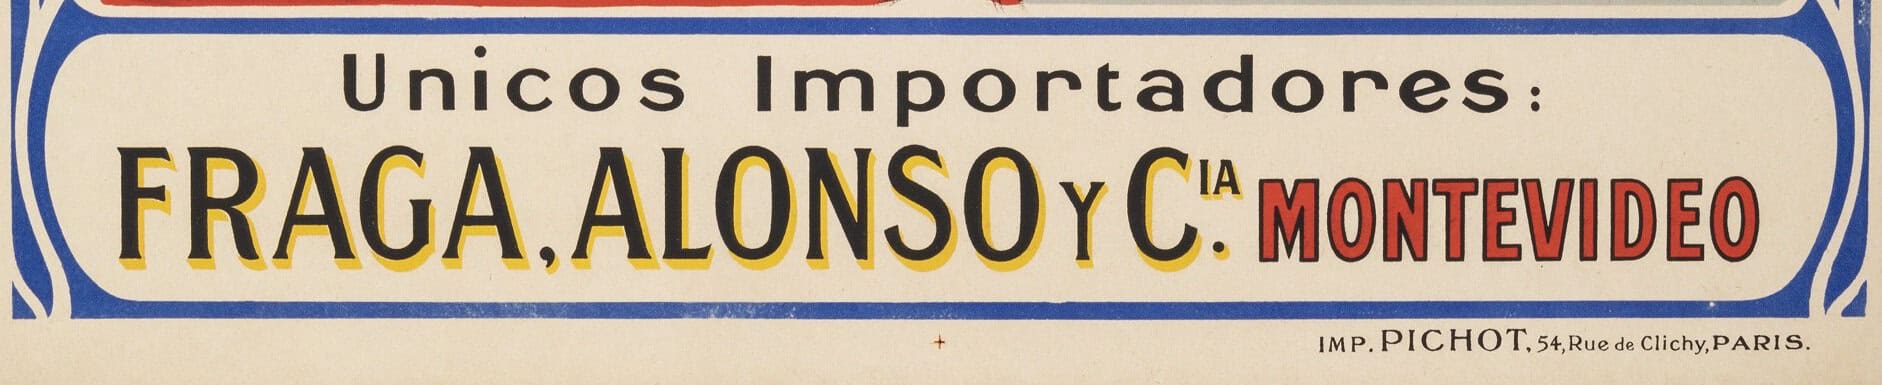 Unicos Importadores:
FRAGA, ALONSO Y CIA. MONTEVIDEO
IMP. PICHOT, 54, Rue de Clichy, PARIS.